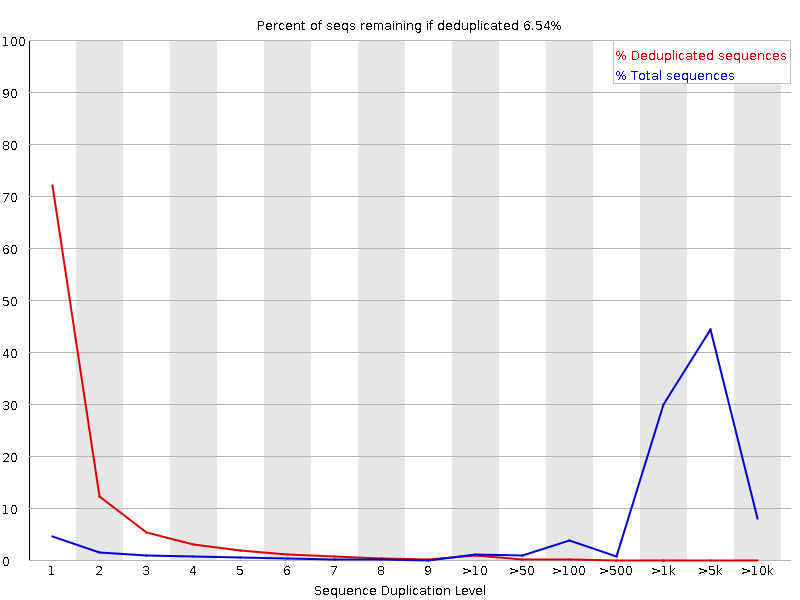 Percent of seqs remaining if deduplicated 6.54%
% Deduplicated sequences
% Total sequences
100
90
80
70
60
50
40
30
20
10
0
1 2 3 4 5 6 7 8 9 >10 >50 >100 >500 >1k >5k >10k
Sequence Duplication Level